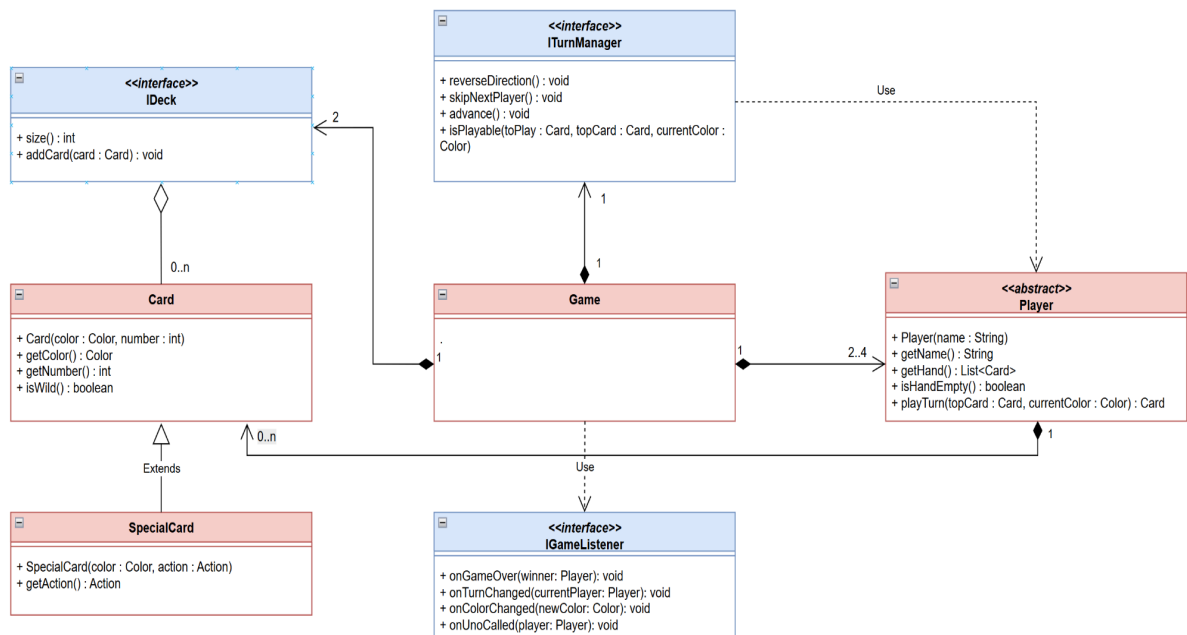 <<interface>>
ITurnManager
+ reverseDirection() : void
+ skipNextPlayer() : void
+ advance() : void
+ isPlayable(toPlay : Card, topCard : Card, currentColor :
Color)
<<interface>>
IDeck
+ size() : int
+ addCard(card : Card) : void
Use
2
1
0..n
1
Card
+ Card(color : Color, number : int)
+ getColor() : Color
+ getNumber() : int
+ isWild() : boolean
Game
.
1
1
2..4
<<abstract>>
Player
+ Player(name : String)
+ getName() : String
+ getHand() : List<Card>
+ isHandEmpty() : boolean
+ playTurn(topCard : Card, currentColor : Color) : Card
0..n
1
Extends
Use
SpecialCard
+ SpecialCard(color : Color, action : Action)
+ getAction() : Action
<<interface>>
IGameListener
+ onGameOver(winner: Player): void
+ onTurnChanged(currentPlayer: Player): void
+ onColorChanged(newColor: Color): void
+ onUnoCalled(player: Player): void